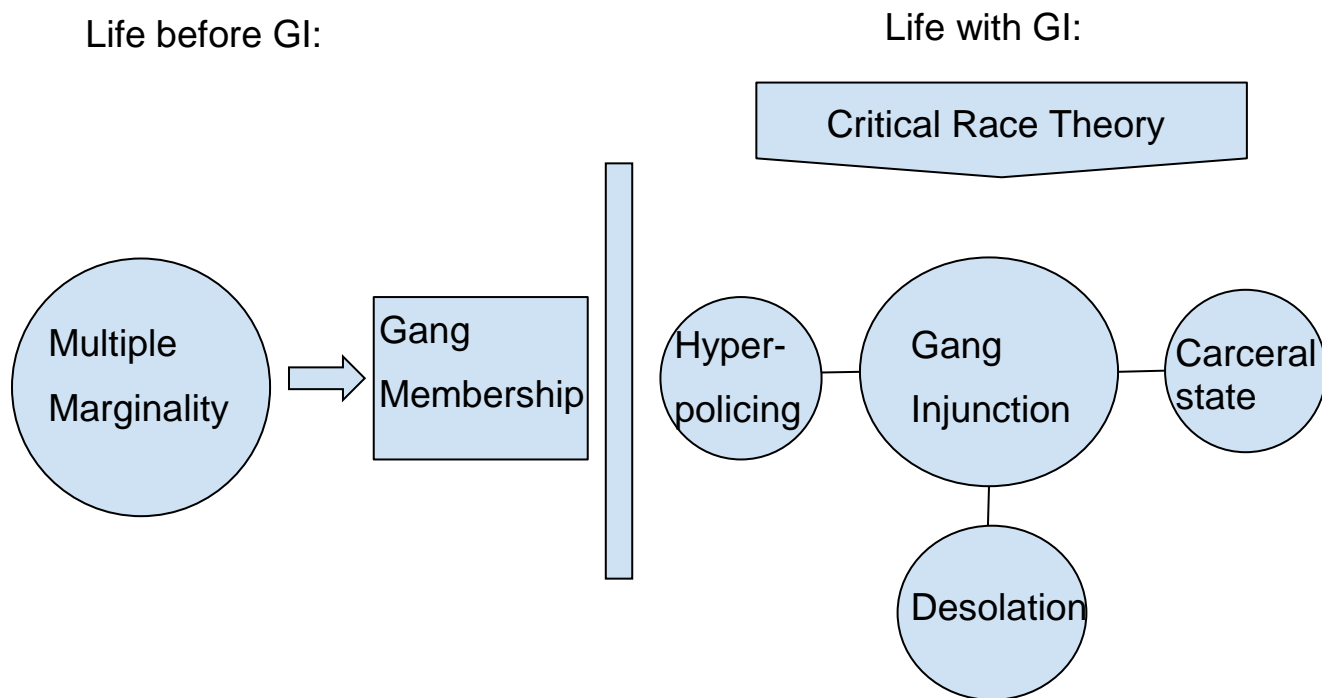 Life before GI:
Life with GI:
Critical Race Theory
Multiple
Marginality
Gang
Membership
Hyper-
policing
Gang
Injunction
Carceral
state
Desolation